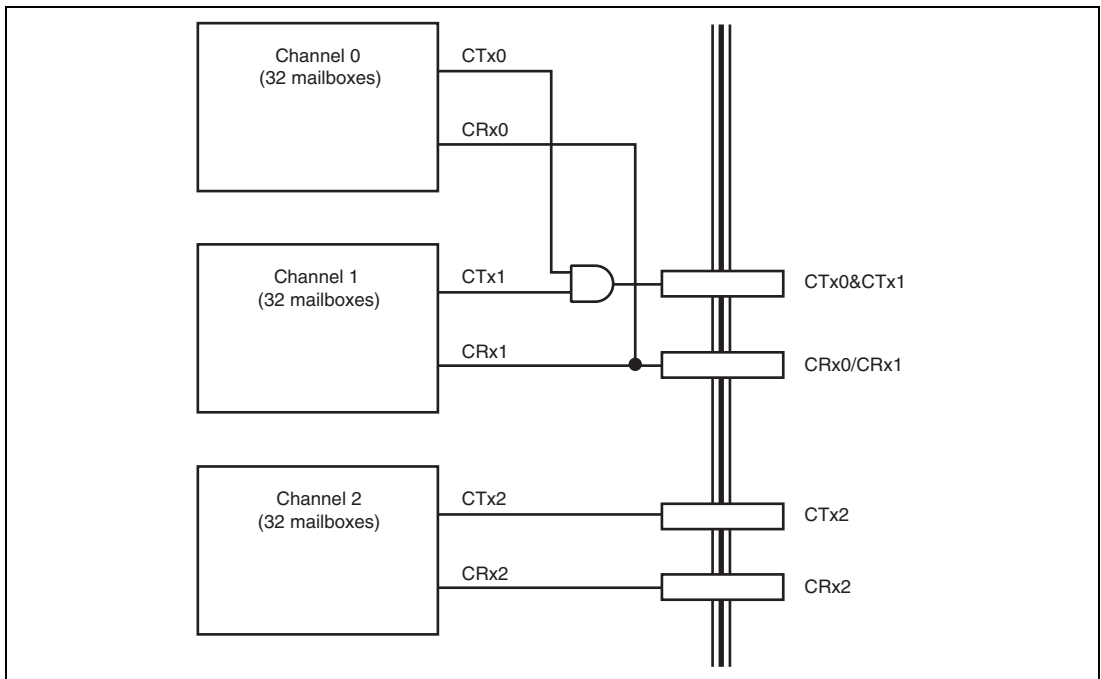 Channel 0
(32 mailboxes)
CTx0
CRx0
Channel 1
(32 mailboxes)
CTx1
CRx1
CTx0&CTx1
CRx0/CRx1
Channel 2
(32 mailboxes)
CTx2
CRx2
CTx2
CRx2